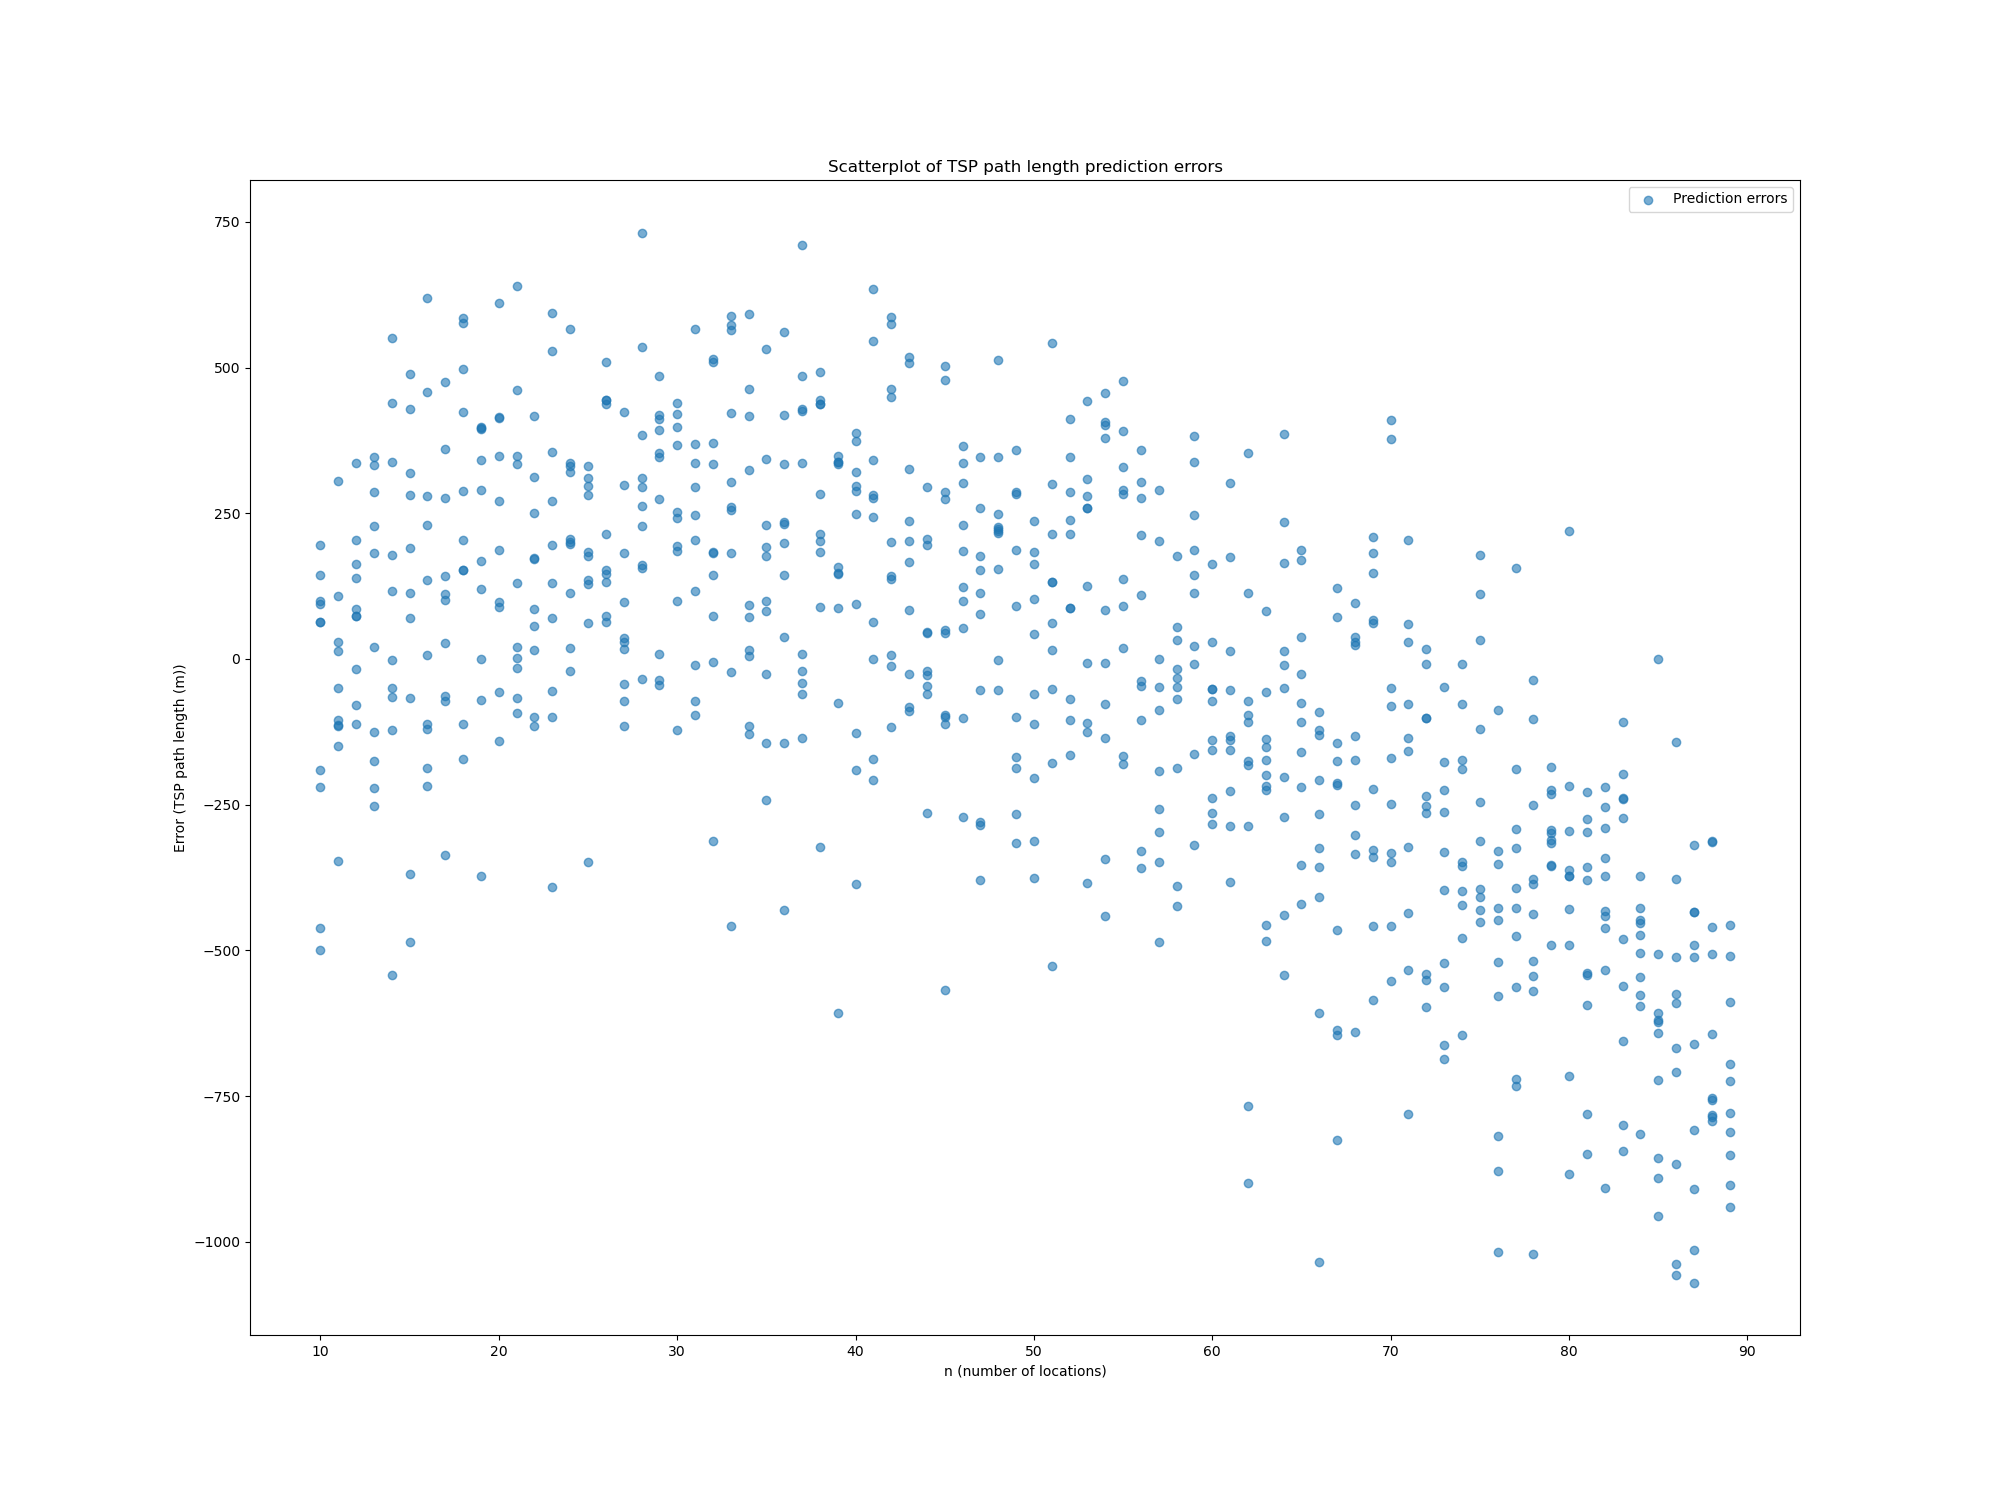 Scatterplot of TSP path length prediction errors
Prediction errors
750
500
250
0
−250
−500
−750
−1000
Error (TSP path length (m))
10 20 30 40 50 60 70 80 90
n (number of locations)